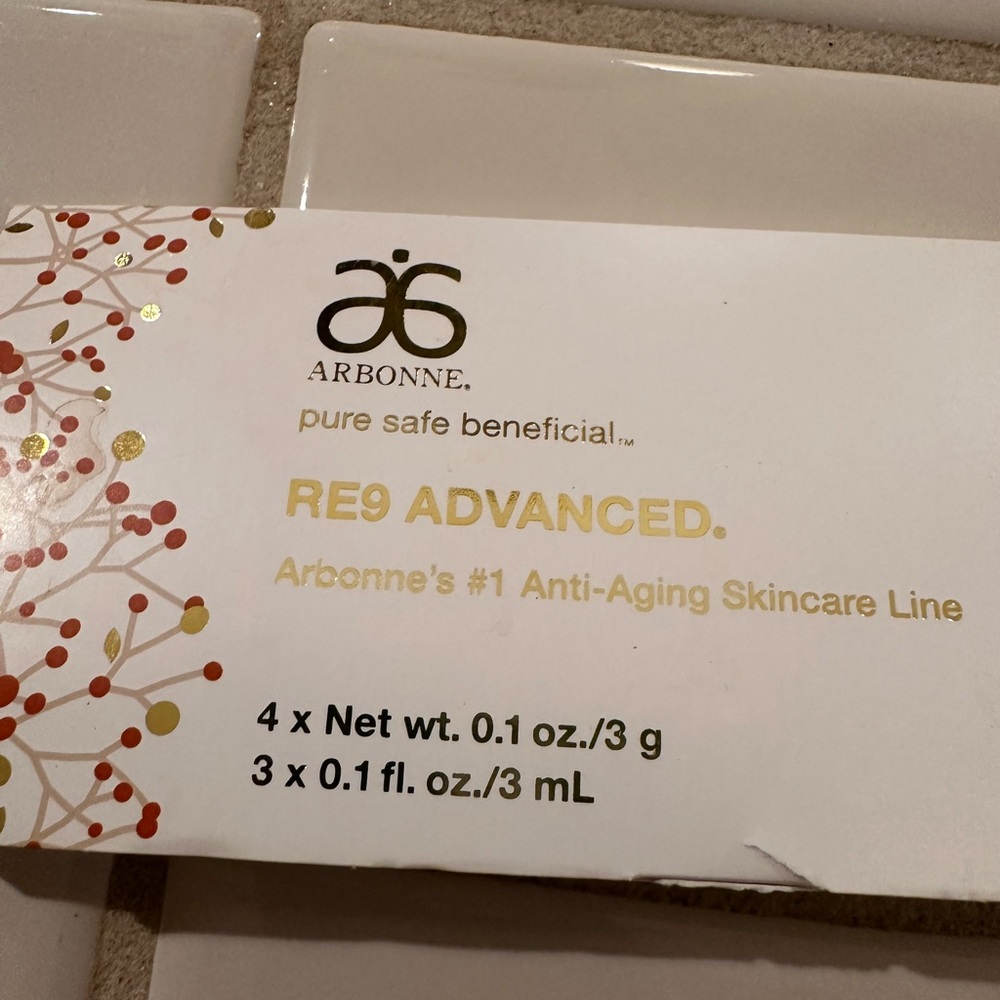 ARBONNE®
pure safe beneficial™
RE9 ADVANCED®
Arbonne's #1 Anti-Aging Skincare Line
4 x Net wt. 0.1 oz./3 g
3 x 0.1 fl. oz./3 mL